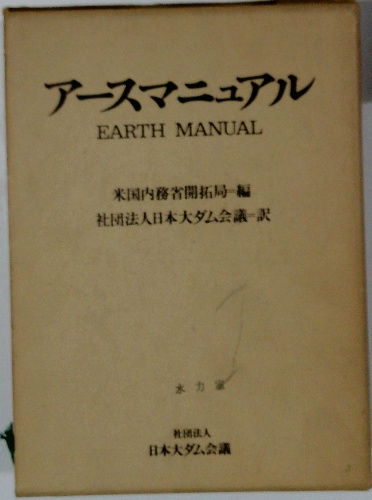 アースマニュアル
EARTH MANUAL
米国内務省開拓局=編
社団法人日本大ダム会議=訳
水力室
社団法人
日本大ダム会議